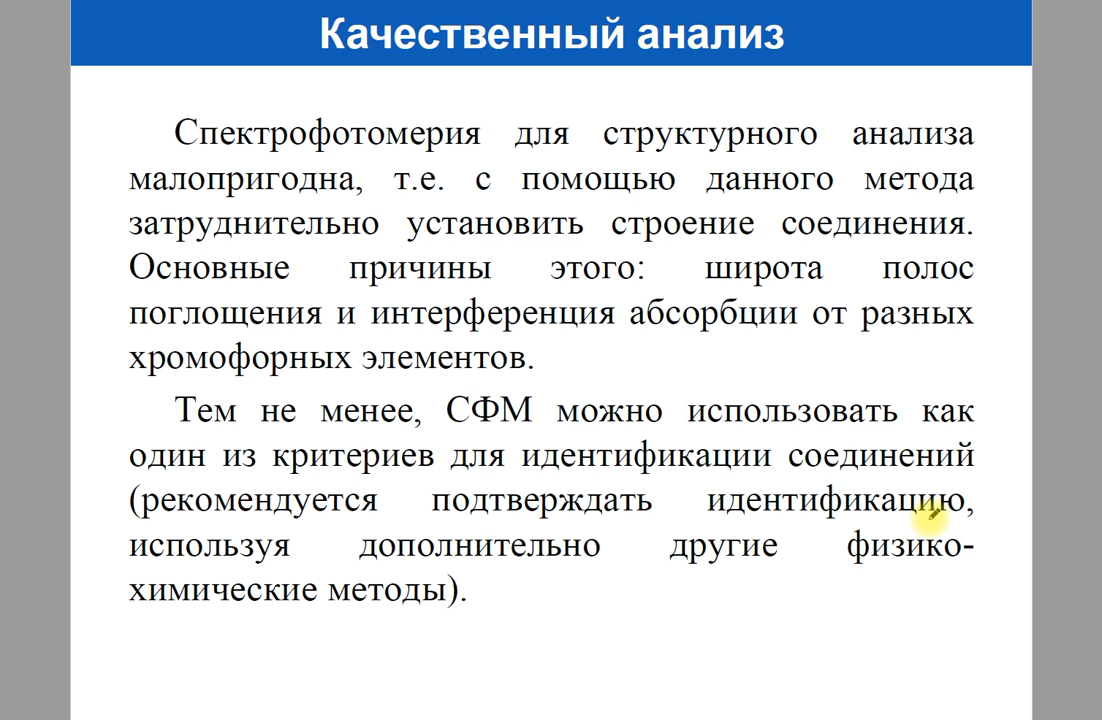 Качественный анализ
Спектрофотомерия для структурного анализа
малопригодна, т.е. с помощью данного метода
затруднительно установить строение соединения.
Основные причины этого: широта полос
поглощения и интерференция абсорбции от разных
хромофорных элементов.
Тем не менее, СФМ можно использовать как
один из критериев для идентификации соединений
(рекомендуется подтверждать идентификацию,
используя дополнительно другие физико-
химические методы).